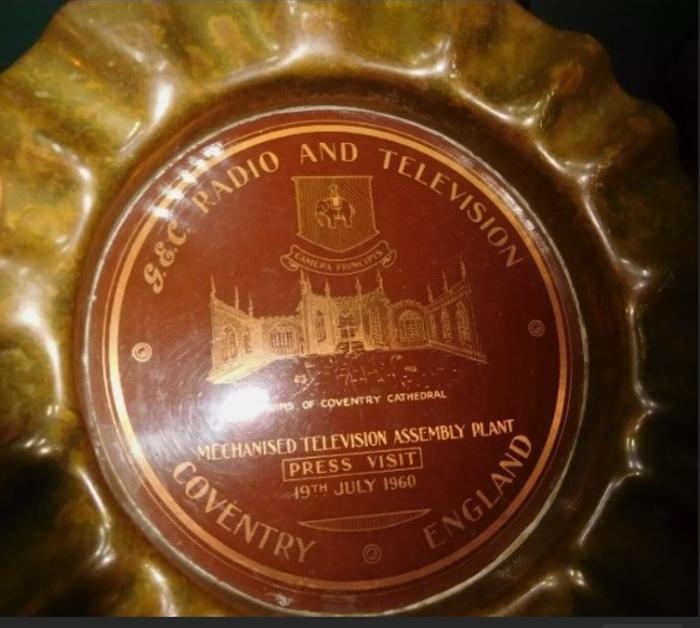 G.E.C. RADIO AND TELEVISION
CAMERA PRINCIPIS
OF COVENTRY CATHEDRAL
MECHANISED TELEVISION ASSEMBLY PLANT
PRESS VISIT
19TH JULY 1960
COVENTRY ENGLAND